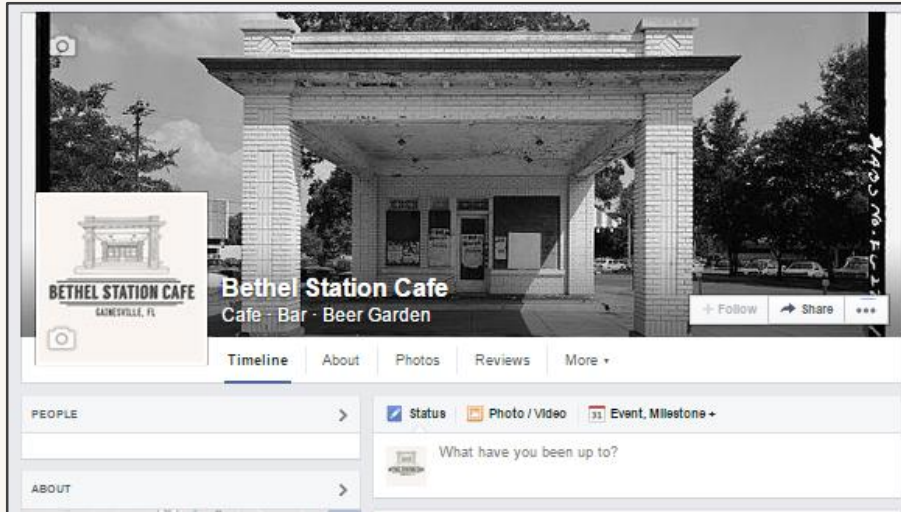 BETHEL STATION CAFE
GAINESVILLE, FL
Bethel Station Cafe
Cafe · Bar · Beer Garden
+ Follow
Share
Timeline
About
Photos
Reviews
More
PEOPLE
Status
Photo / Video
31
Event, Milestone +
What have you been up to?
ABOUT